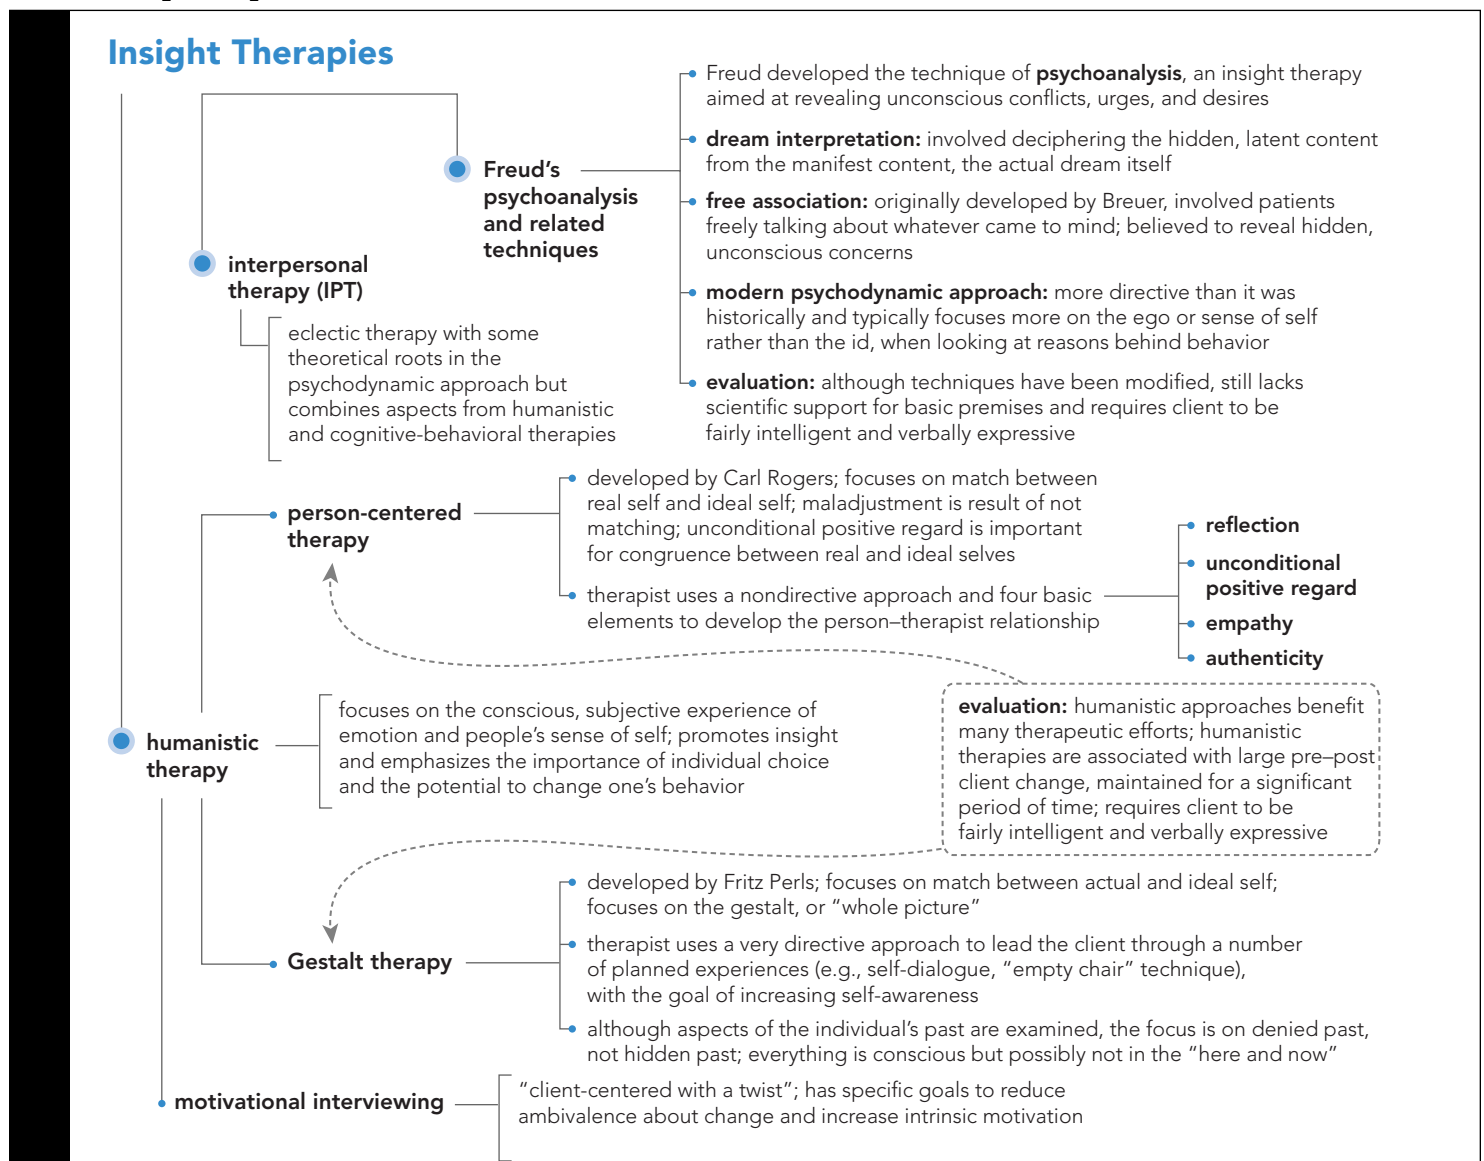 Insight Therapies
Freud's
psychoanalysis
and related
techniques
Freud developed the technique of psychoanalysis, an insight therapy
aimed at revealing unconscious conflicts, urges, and desires
dream interpretation: involved deciphering the hidden, latent content
from the manifest content, the actual dream itself
free association: originally developed by Breuer, involved patients
freely talking about whatever came to mind; believed to reveal hidden,
unconscious concerns
modern psychodynamic approach: more directive than it was
historically and typically focuses more on the ego or sense of self
rather than the id, when looking at reasons behind behavior
evaluation: although techniques have been modified, still lacks
scientific support for basic premises and requires client to be
fairly intelligent and verbally expressive
interpersonal
therapy (IPT)
eclectic therapy with some
theoretical roots in the
psychodynamic approach but
combines aspects from humanistic
and cognitive-behavioral therapies
person-centered
therapy
developed by Carl Rogers; focuses on match between
real self and ideal self; maladjustment is result of not
matching; unconditional positive regard is important
for congruence between real and ideal selves
therapist uses a nondirective approach and four basic
elements to develop the person–therapist relationship
reflection
unconditional
positive regard
empathy
authenticity
humanistic
therapy
focuses on the conscious, subjective experience of
emotion and people's sense of self; promotes insight
and emphasizes the importance of individual choice
and the potential to change one's behavior
evaluation: humanistic approaches benefit
many therapeutic efforts; humanistic
therapies are associated with large pre–post
client change, maintained for a significant
period of time; requires client to be
fairly intelligent and verbally expressive
Gestalt therapy
developed by Fritz Perls; focuses on match between actual and ideal self;
focuses on the gestalt, or “whole picture”
therapist uses a very directive approach to lead the client through a number
of planned experiences (e.g., self-dialogue, “empty chair” technique),
with the goal of increasing self-awareness
although aspects of the individual's past are examined, the focus is on denied past,
not hidden past; everything is conscious but possibly not in the “here and now”
motivational interviewing
“client-centered with a twist”; has specific goals to reduce
ambivalence about change and increase intrinsic motivation